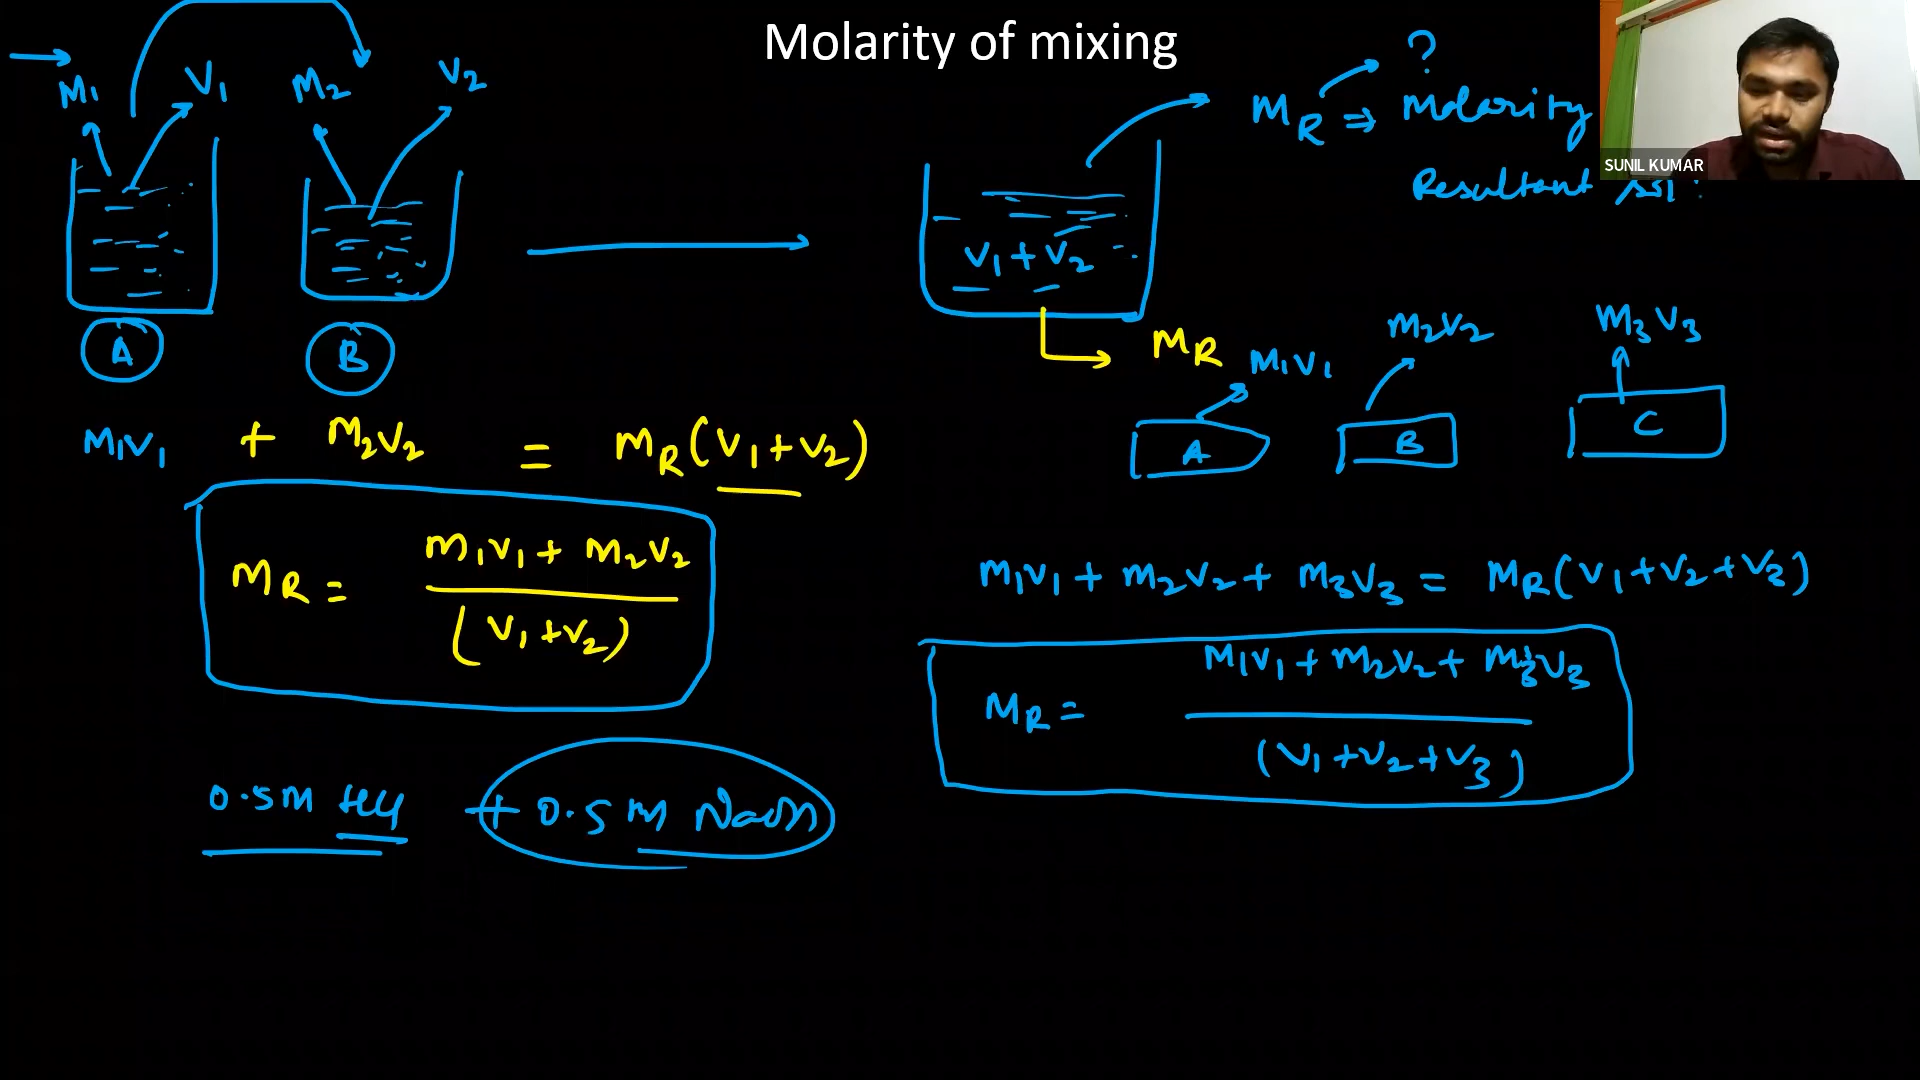 Molarity of mixing
M1 V1 M2 V2
A B
V1 + V2
MR ⇒ Molarity ?
Resultant
SUNIL KUMAR
MR
M1V1 M2V2 M3V3
A B C
M1V1 + M2V2 = MR(V1+V2)
MR = M1V1 + M2V2
(V1+V2)
M1V1 + M2V2 + M3V3 = MR(V1+V2+V3)
MR = M1V1 + M2V2 + M3V3
(V1+V2+V3)
0.5M HCl + 0.5M NaOH